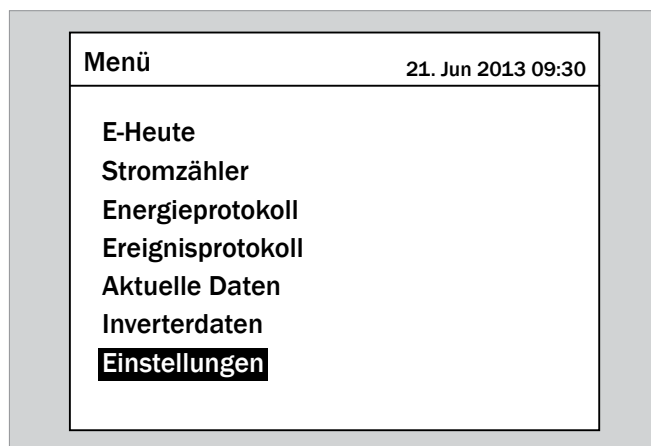 Menü
21. Jun 2013 09:30
E-Heute
Stromzähler
Energieprotokoll
Ereignisprotokoll
Aktuelle Daten
Inverterdaten
Einstellungen